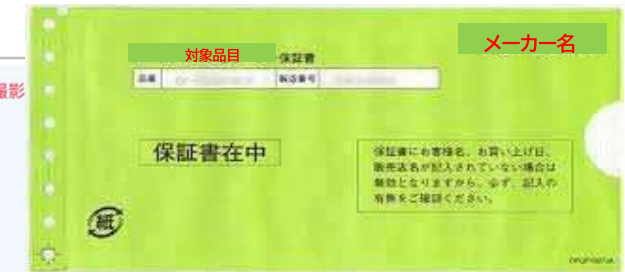 メーカー名
対象品目
保証書
品番
製造番号
撮影
保証書在中
保証書にお客様名、お買い上げ日、
販売店名が記入されていない場合は
無効となりますから、必ず、記入の
有無をご確認ください。
紙